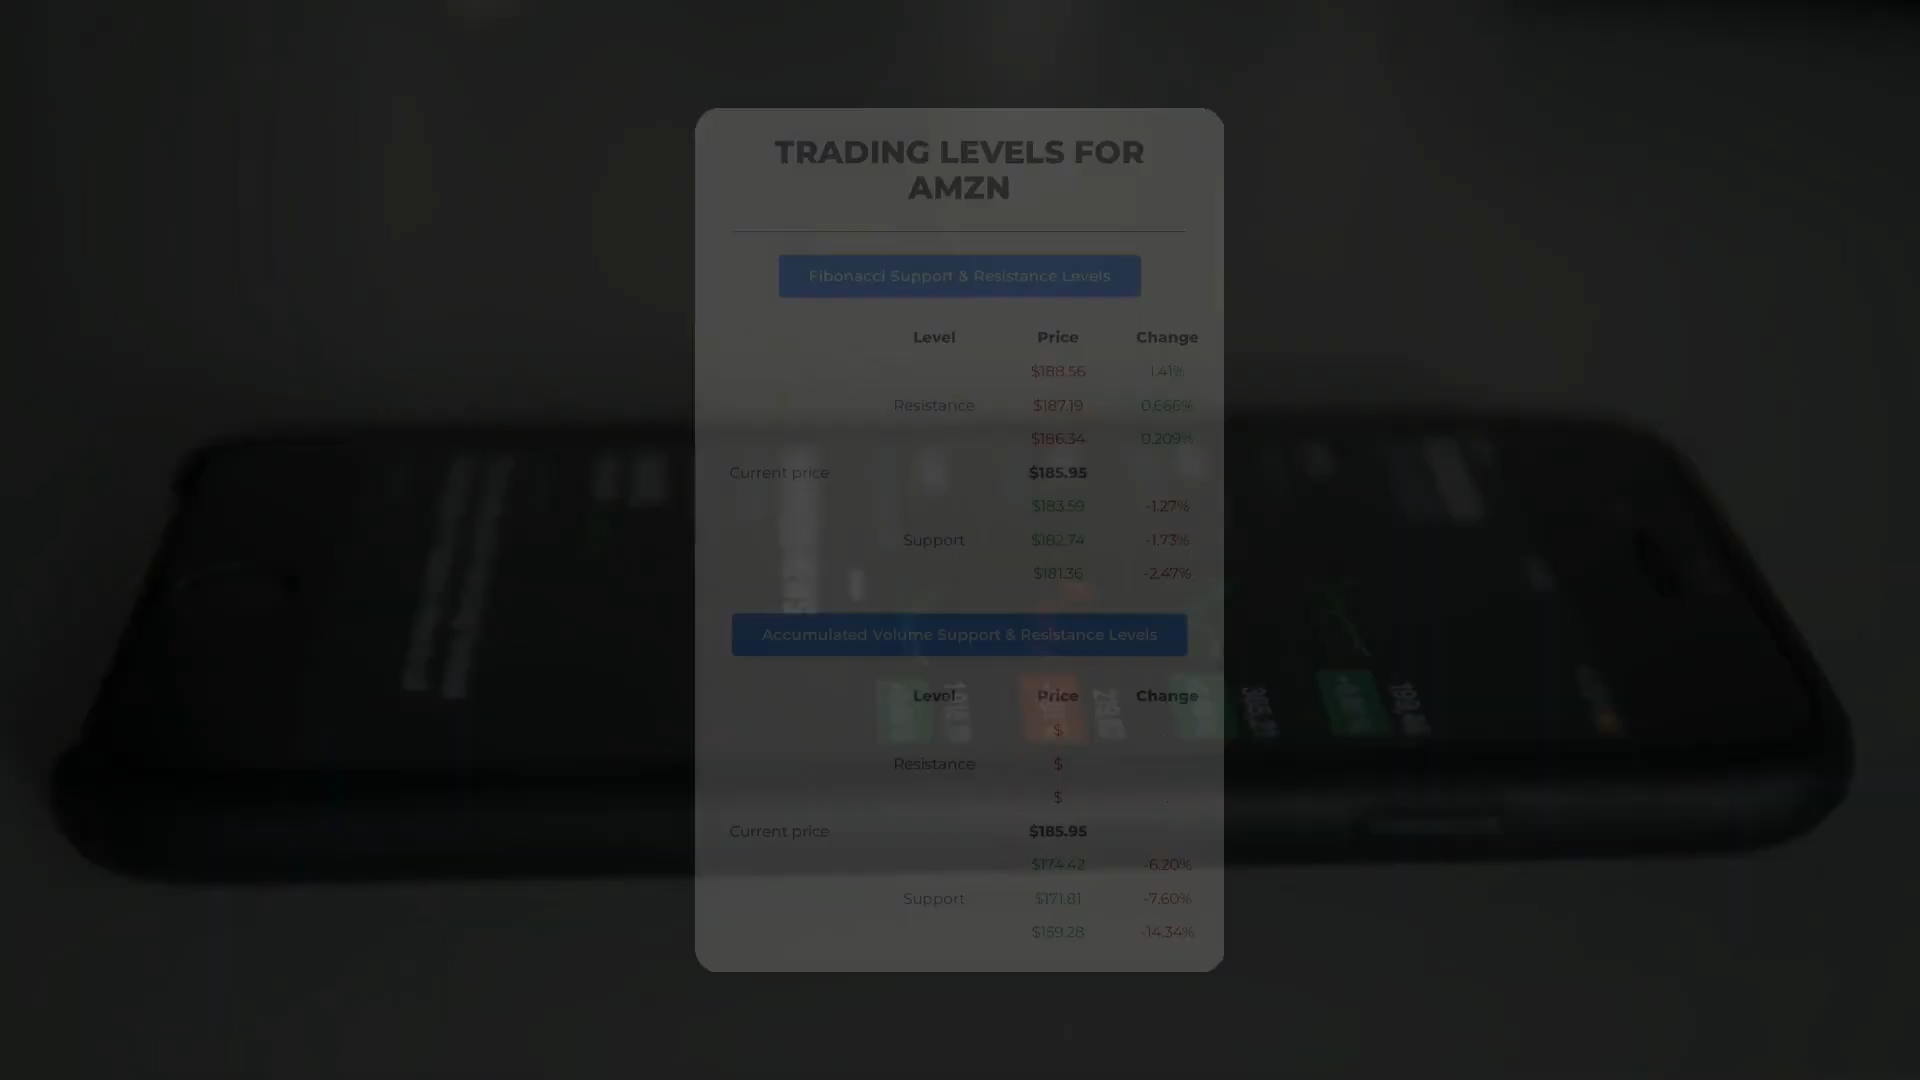 TRADING LEVELS FOR
AMZN
Fibonacci Support & Resistance Levels
Level Price Change
$188.56 1.41%
Resistance $187.19 0.666%
$186.34 0.209%
Current price $185.95
$183.59 -1.27%
Support $182.74 -1.73%
$181.36 -2.47%
Accumulated Volume Support & Resistance Levels
Level Price Change
$
Resistance $
$
Current price $185.95
$174.42 -6.20%
Support $171.81 -7.60%
$159.28 -14.34%